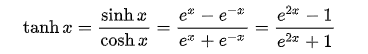 tanh x = sinh x / cosh x = (e^x − e^{−x}) / (e^x + e^{−x}) = (e^{2x} − 1) / (e^{2x} + 1)